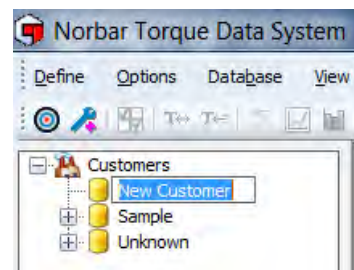 Norbar Torque Data System
Define Options Database View
Customers
New Customer
Sample
Unknown